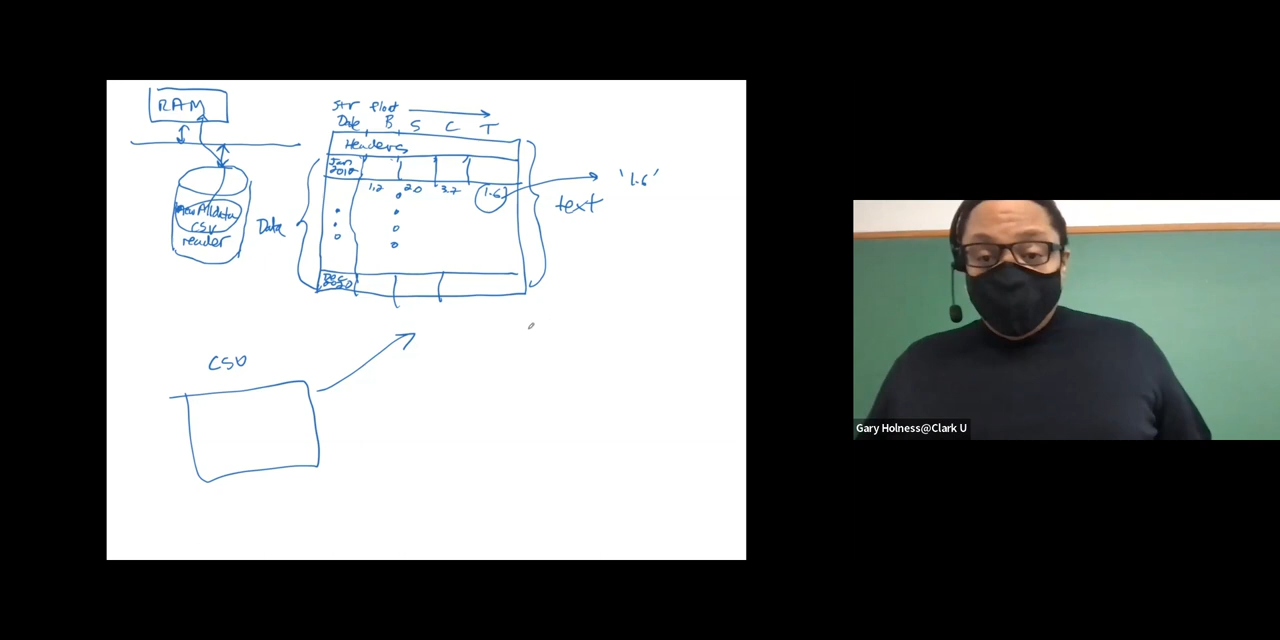 RAM
str float
Date B S C T
Headers
Jan
2018
1.2 2.0 3.7 1.6
'1.6'
text
Data
csv
reader
Dec
2020
CSV
Gary Holness@Clark U